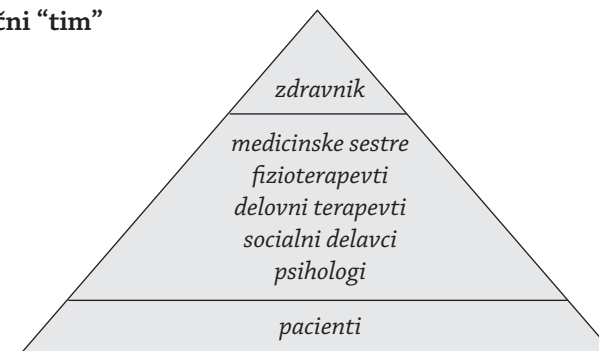 “tim”
zdravnik
medicinske sestre
fizioterapevti
delovni terapevti
socialni delavci
psihologi
pacienti